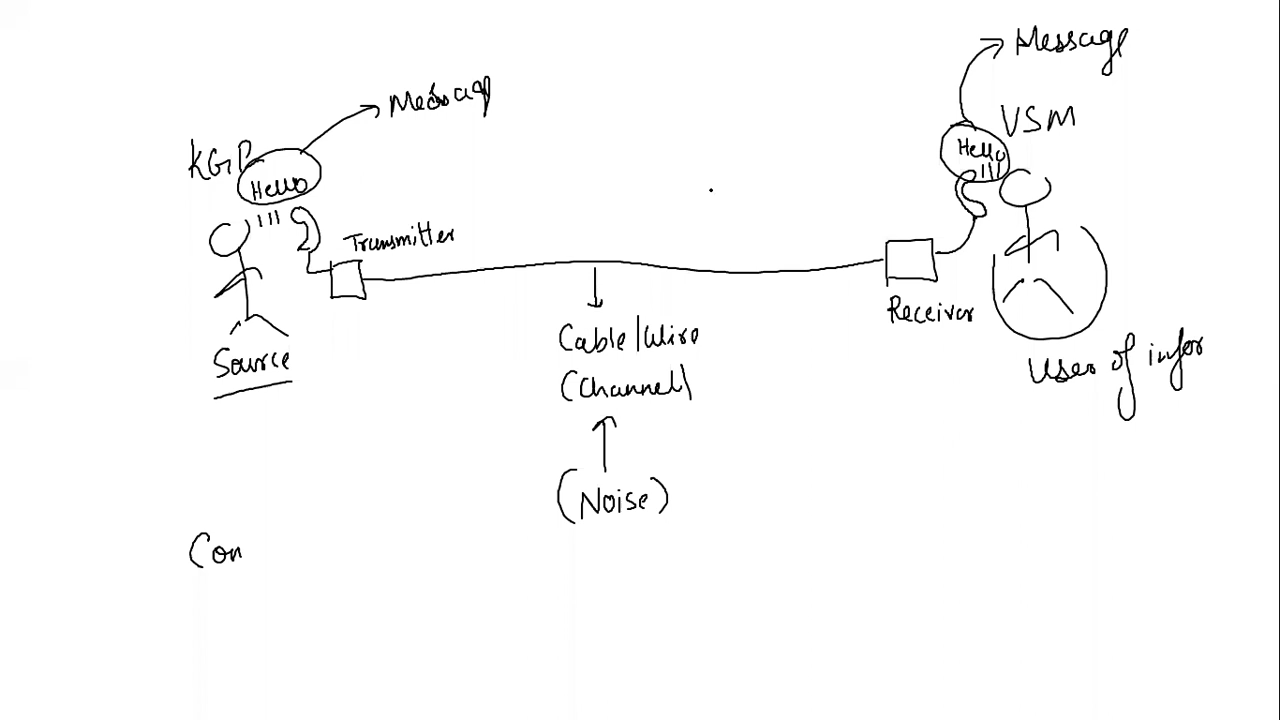 Message
Message
KGP
VSM
Hello
Hello
Transmitter
Receiver
Source
Cable/Wire
(Channel)
User of infor
(Noise)
Con